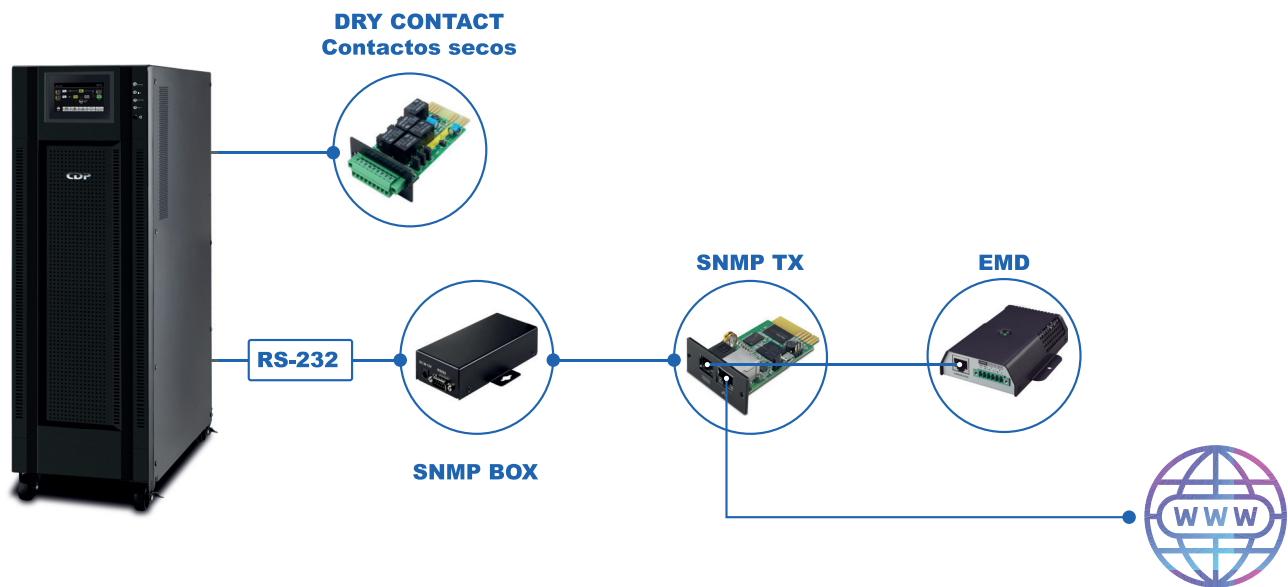 DRY CONTACT
Contactos secos
CDP
SNMP TX
EMD
RS-232
SNMP BOX
WWW